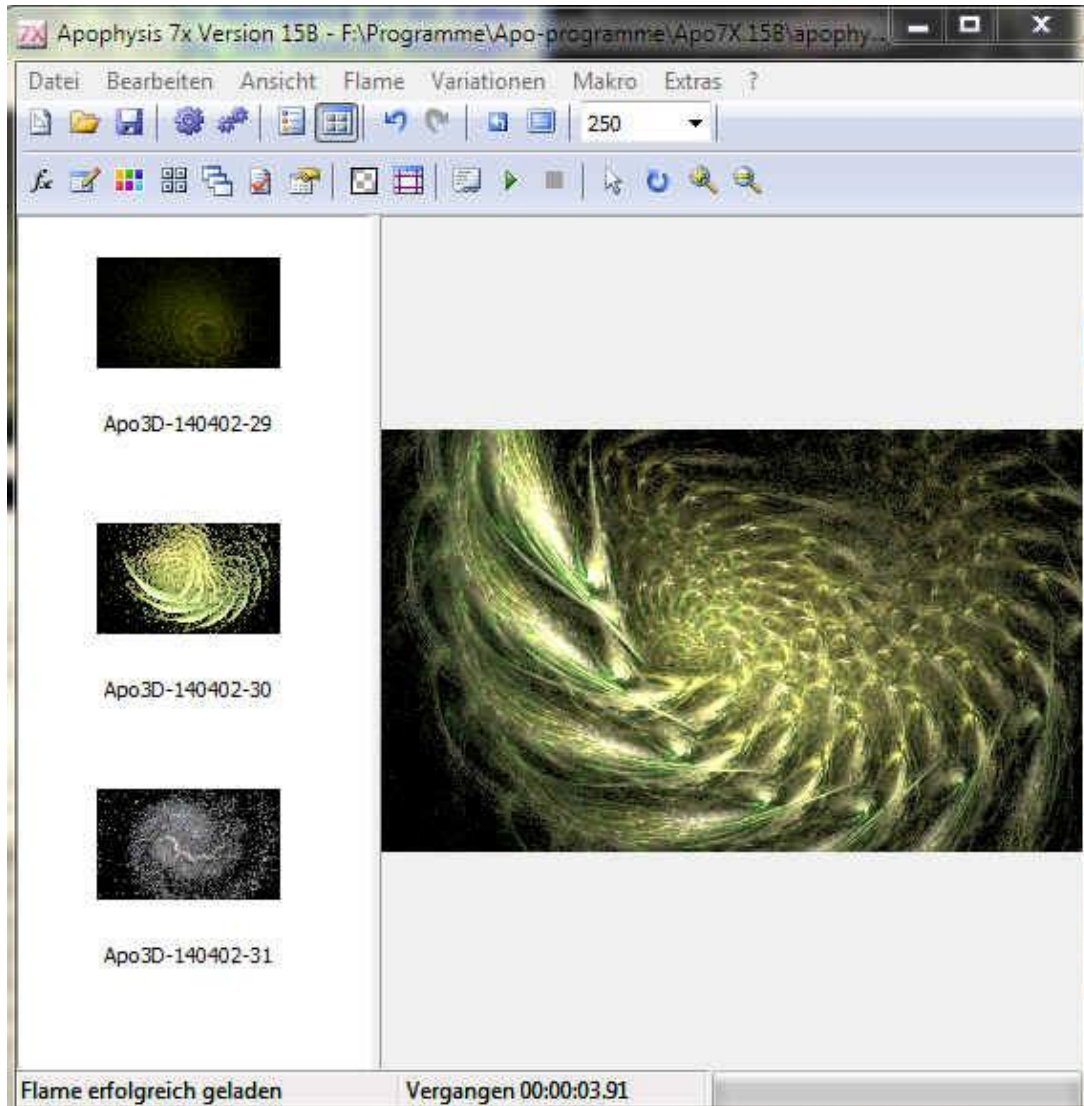 7X Apophysis 7x Version 15B - F:\Programme\Apo-programme\Apo7X.15B\apophy...
Datei Bearbeiten Ansicht Flame Variationen Makro Extras ?
250
Apo3D-140402-29
Apo3D-140402-30
Apo3D-140402-31
Flame erfolgreich geladen Vergangen 00:00:03.91